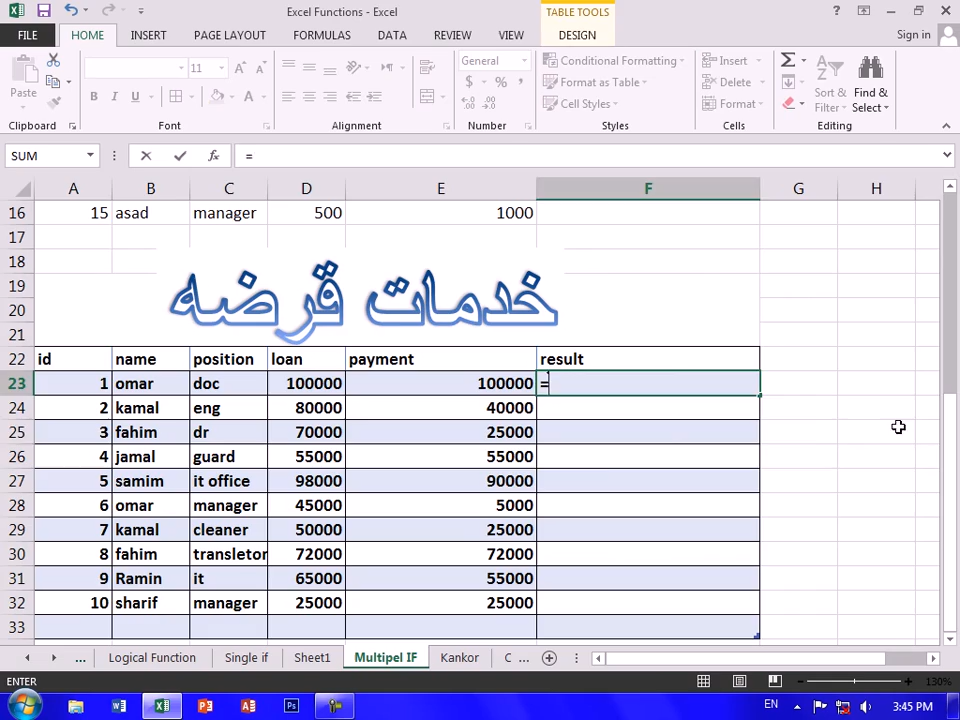 Excel Functions - Excel
TABLE TOOLS
? 
FILE HOME INSERT PAGE LAYOUT FORMULAS DATA REVIEW VIEW DESIGN Sign in
Paste
11
B I U
A
General
$ % ,
Conditional Formatting
Format as Table
Cell Styles
Insert
Delete
Format
Sort & Filter
Find & Select
Clipboard Font Alignment Number Styles Cells Editing
SUM fx =
A B C D E F G H
16 15 asad manager 500 1000
17
18
19
20
21
خدمات قرضه
22 id name position loan payment result
23 1 omar doc 100000 100000 =
24 2 kamal eng 80000 40000
25 3 fahim dr 70000 25000
26 4 jamal guard 55000 55000
27 5 samim it office 98000 90000
28 6 omar manager 45000 5000
29 7 kamal cleaner 50000 25000
30 8 fahim transletor 72000 72000
31 9 Ramin it 65000 55000
32 10 sharif manager 25000 25000
33
... Logical Function Single if Sheet1 Multipel IF Kankor C ...
ENTER 130%
EN 3:45 PM